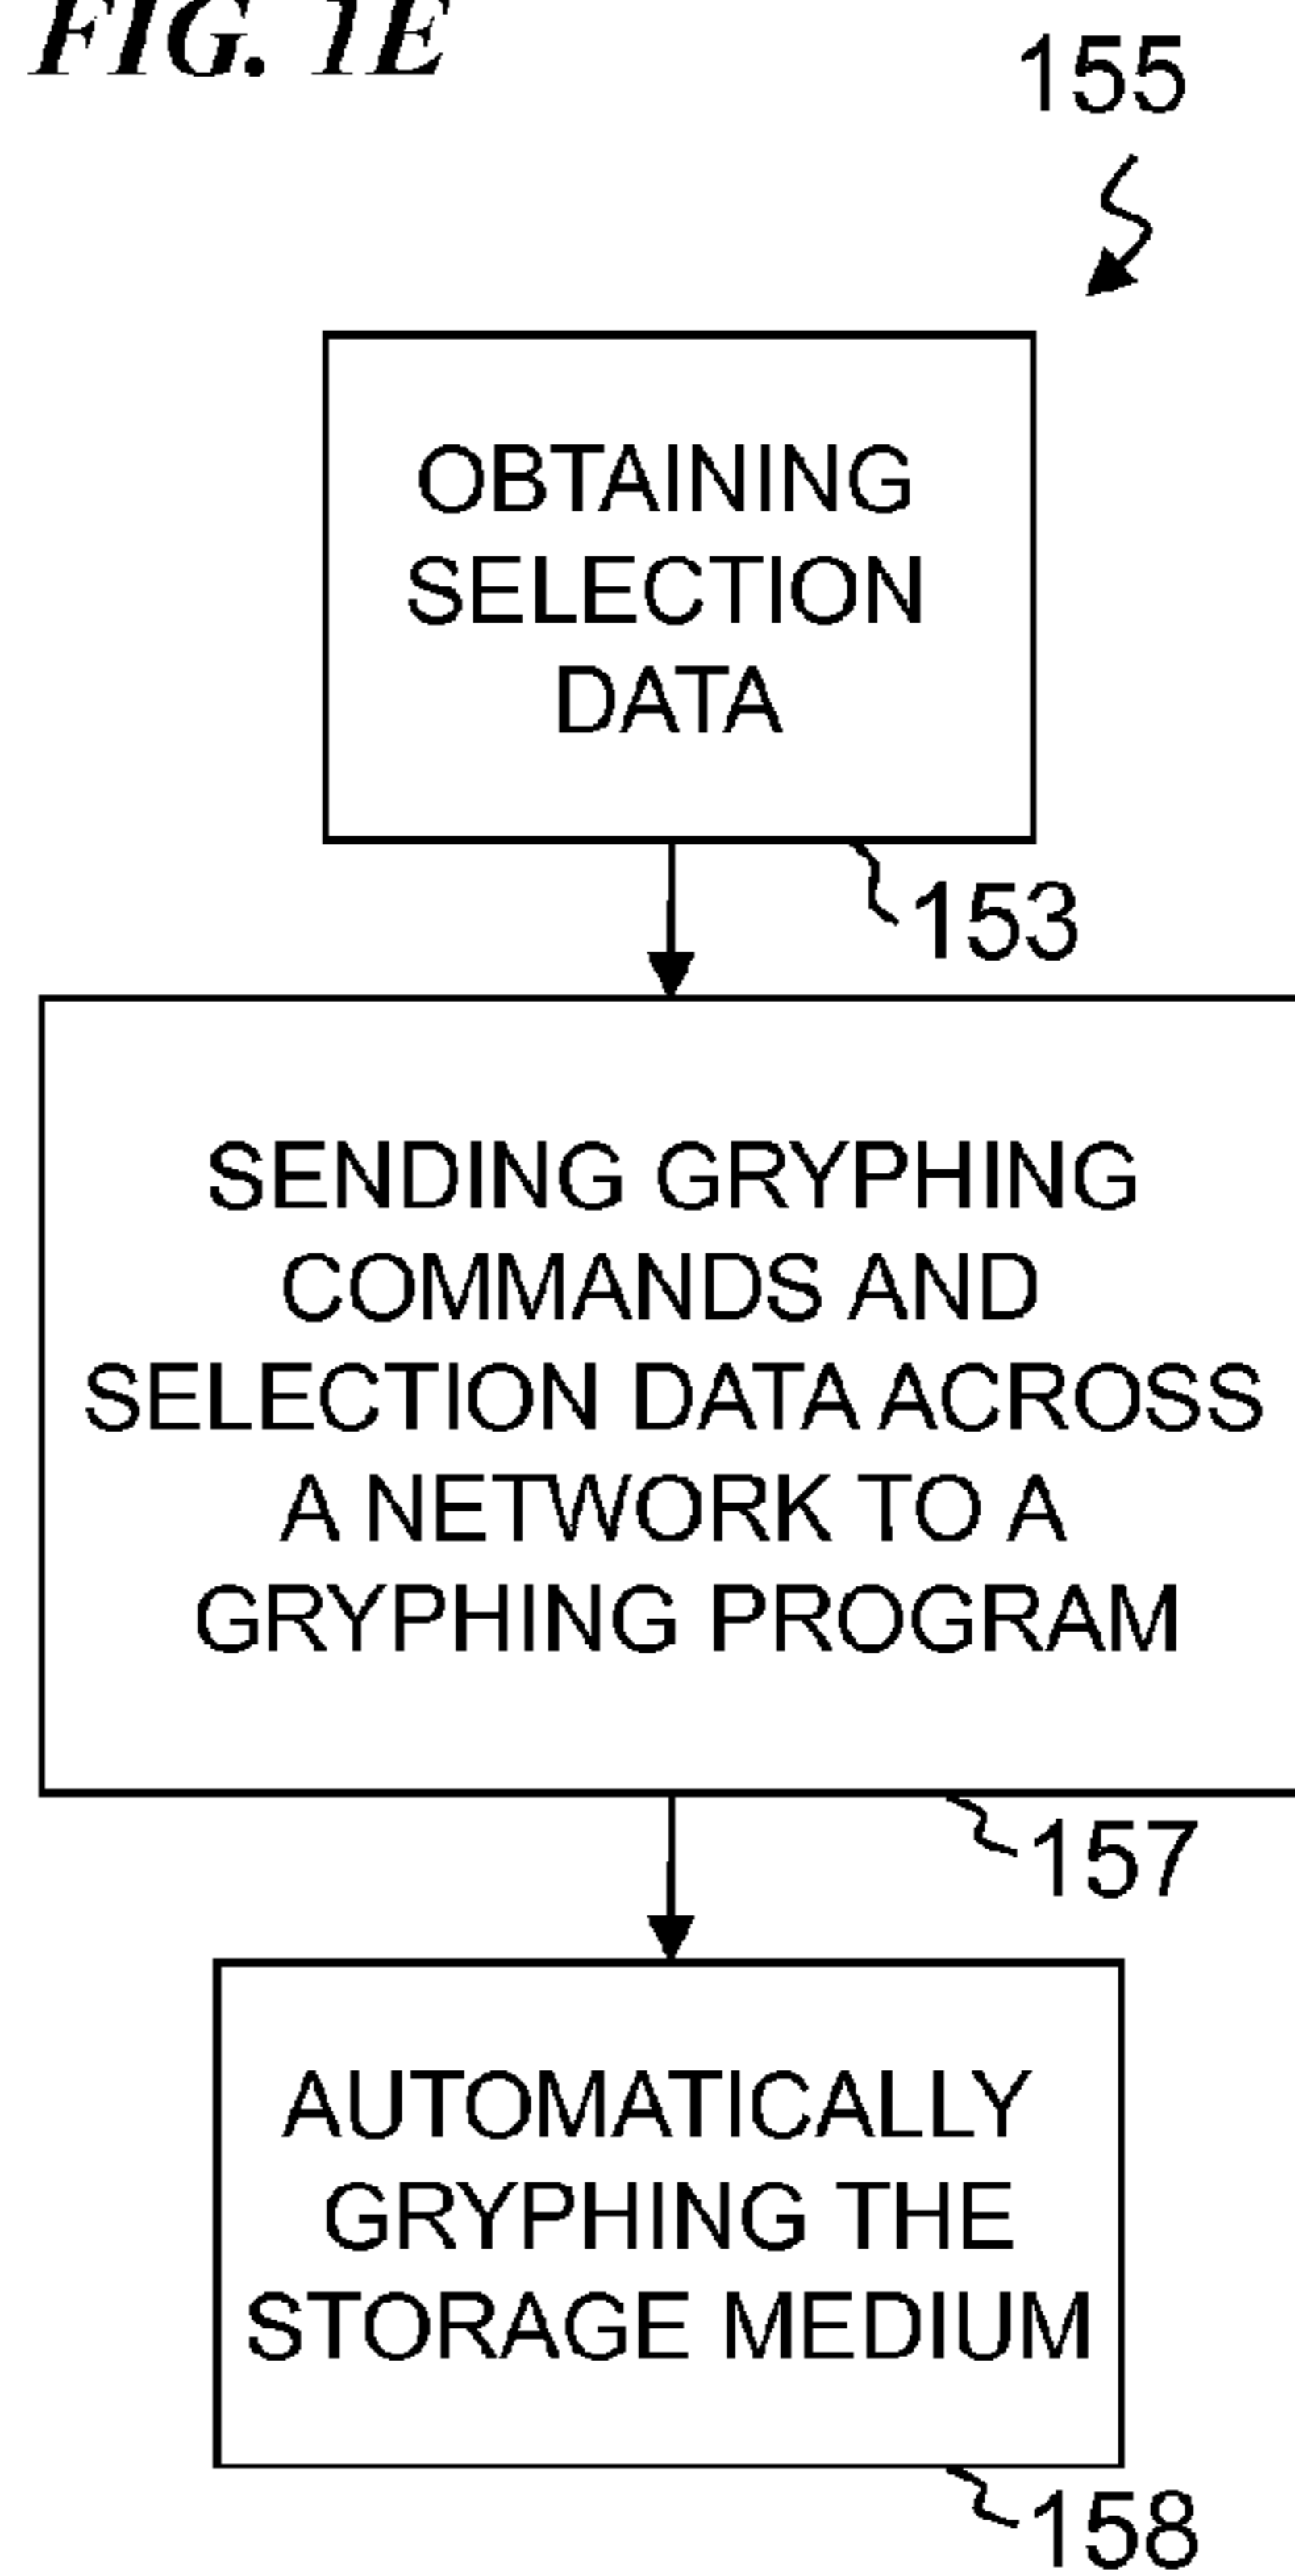 FIG. 1E
155
OBTAINING
SELECTION
DATA
153
SENDING GRYPHING
COMMANDS AND
SELECTION DATA ACROSS
A NETWORK TO A
GRYPHING PROGRAM
157
AUTOMATICALLY
GRYPHING THE
STORAGE MEDIUM
158